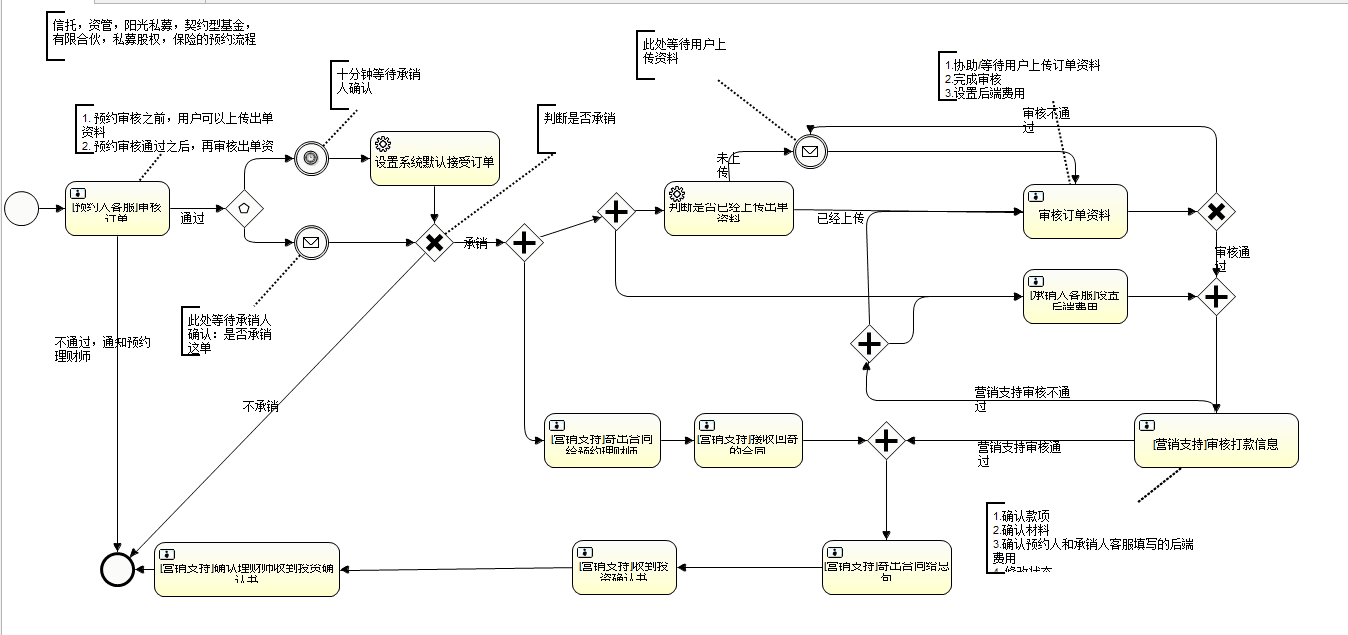 信托，资管，阳光私募，契约型基金，
有限合伙，私募股权，保险的预约流程
此处等待用户上
传资料
1.协助/等待用户上传订单资料
2.完成审核
3.设置后端费用
十分钟等待承销
人确认
1. 预约审核之前，用户可以上传出单
资料
2. 预约审核通过之后，再审核出单资
判断是否承销
审核不通
过
设置系统默认接受订单
未上
传
[预约人客服]审核
订单
通过
判断是否已经上传出单
资料
已经上传
审核订单资料
承销
审核通
过
[承销人客服]设置
后端费用
此处等待承销人
确认：是否承销
这单
不通过，通知预约
理财师
不承销
营销支持审核不通
过
[营销支持]寄出合同
给预约理财师
[营销支持]接收回寄
的合同
营销支持审核通
过
[营销支持]审核打款信息
1.确认款项
2.确认材料
3.确认预约人和承销人客服填写的后端
费用
4.修改状态
[营销支持]确认理财师收到投资确
认书
[营销支持]收到投
资确认书
[营销支持]寄出合同给总